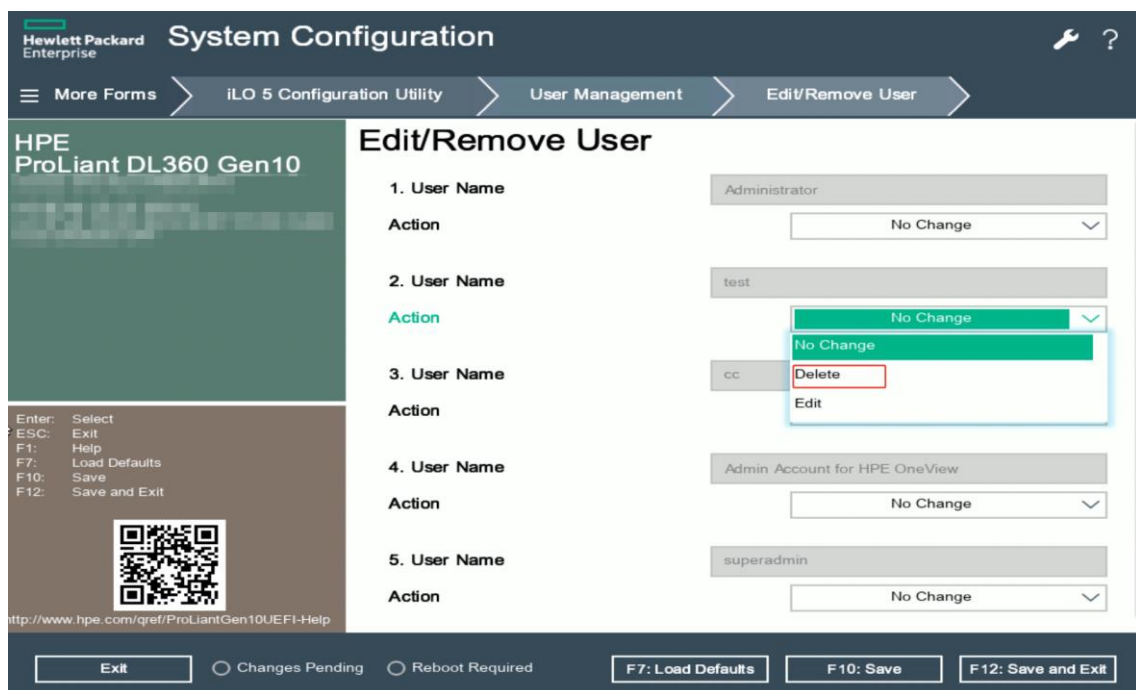 Hewlett Packard
Enterprise
System Configuration
?
More Forms
iLO 5 Configuration Utility
User Management
Edit/Remove User
HPE
ProLiant DL360 Gen10
Edit/Remove User
1. User Name
Administrator
Action
No Change
2. User Name
test
Action
No Change
No Change
Delete
Edit
3. User Name
cc
Action
4. User Name
Admin Account for HPE OneView
Action
No Change
5. User Name
superadmin
Action
No Change
Enter: Select
ESC: Exit
F1: Help
F7: Load Defaults
F10: Save
F12: Save and Exit
ttp://www.hpe.com/qref/ProLiantGen10UEFI-Help
Exit
Changes Pending
Reboot Required
F7: Load Defaults
F10: Save
F12: Save and Exit